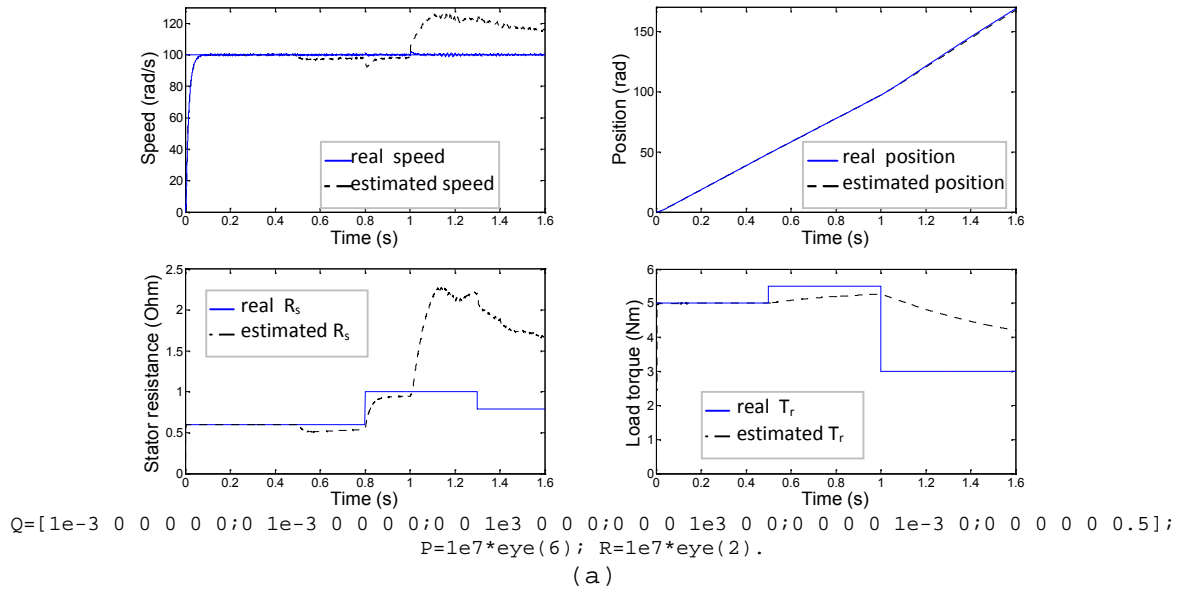 120
100
80
60
40
20
0
0 0.2 0.4 0.6 0.8 1 1.2 1.4 1.6
Speed (rad/s)
Time (s)
real speed
estimated speed
150
100
50
0
0 0.2 0.4 0.6 0.8 1 1.2 1.4 1.6
Position (rad)
Time (s)
real position
estimated position
2.5
2
1.5
1
0.5
0
0 0.2 0.4 0.6 0.8 1 1.2 1.4 1.6
Stator resistance (Ohm)
Time (s)
real Rs
estimated Rs
6
5
4
3
2
1
0
0 0.2 0.4 0.6 0.8 1 1.2 1.4 1.6
Load torque (Nm)
Time (s)
real Tr
estimated Tr
Q=[1e-3 0 0 0 0 0;0 1e-3 0 0 0 0;0 0 1e3 0 0 0;0 0 0 1e3 0 0;0 0 0 0 1e-3 0;0 0 0 0 0 0.5];
P=1e7*eye(6); R=1e7*eye(2).
(a)